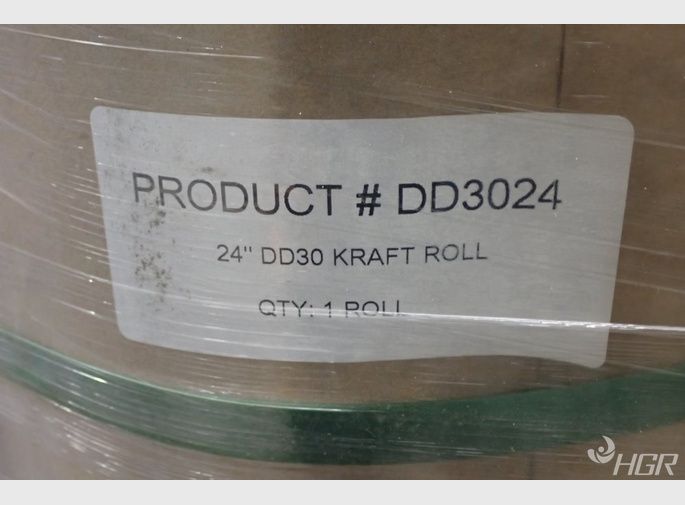 PRODUCT # DD3024
24" DD30 KRAFT ROLL
QTY: 1 ROLL
HGR